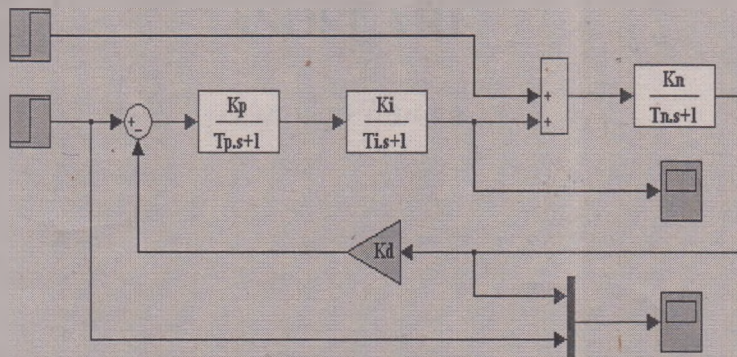 Kn
Tn.s+1
Kp
Tp.s+1
Ki
Ti.s+1
+
+
+
-
Kd